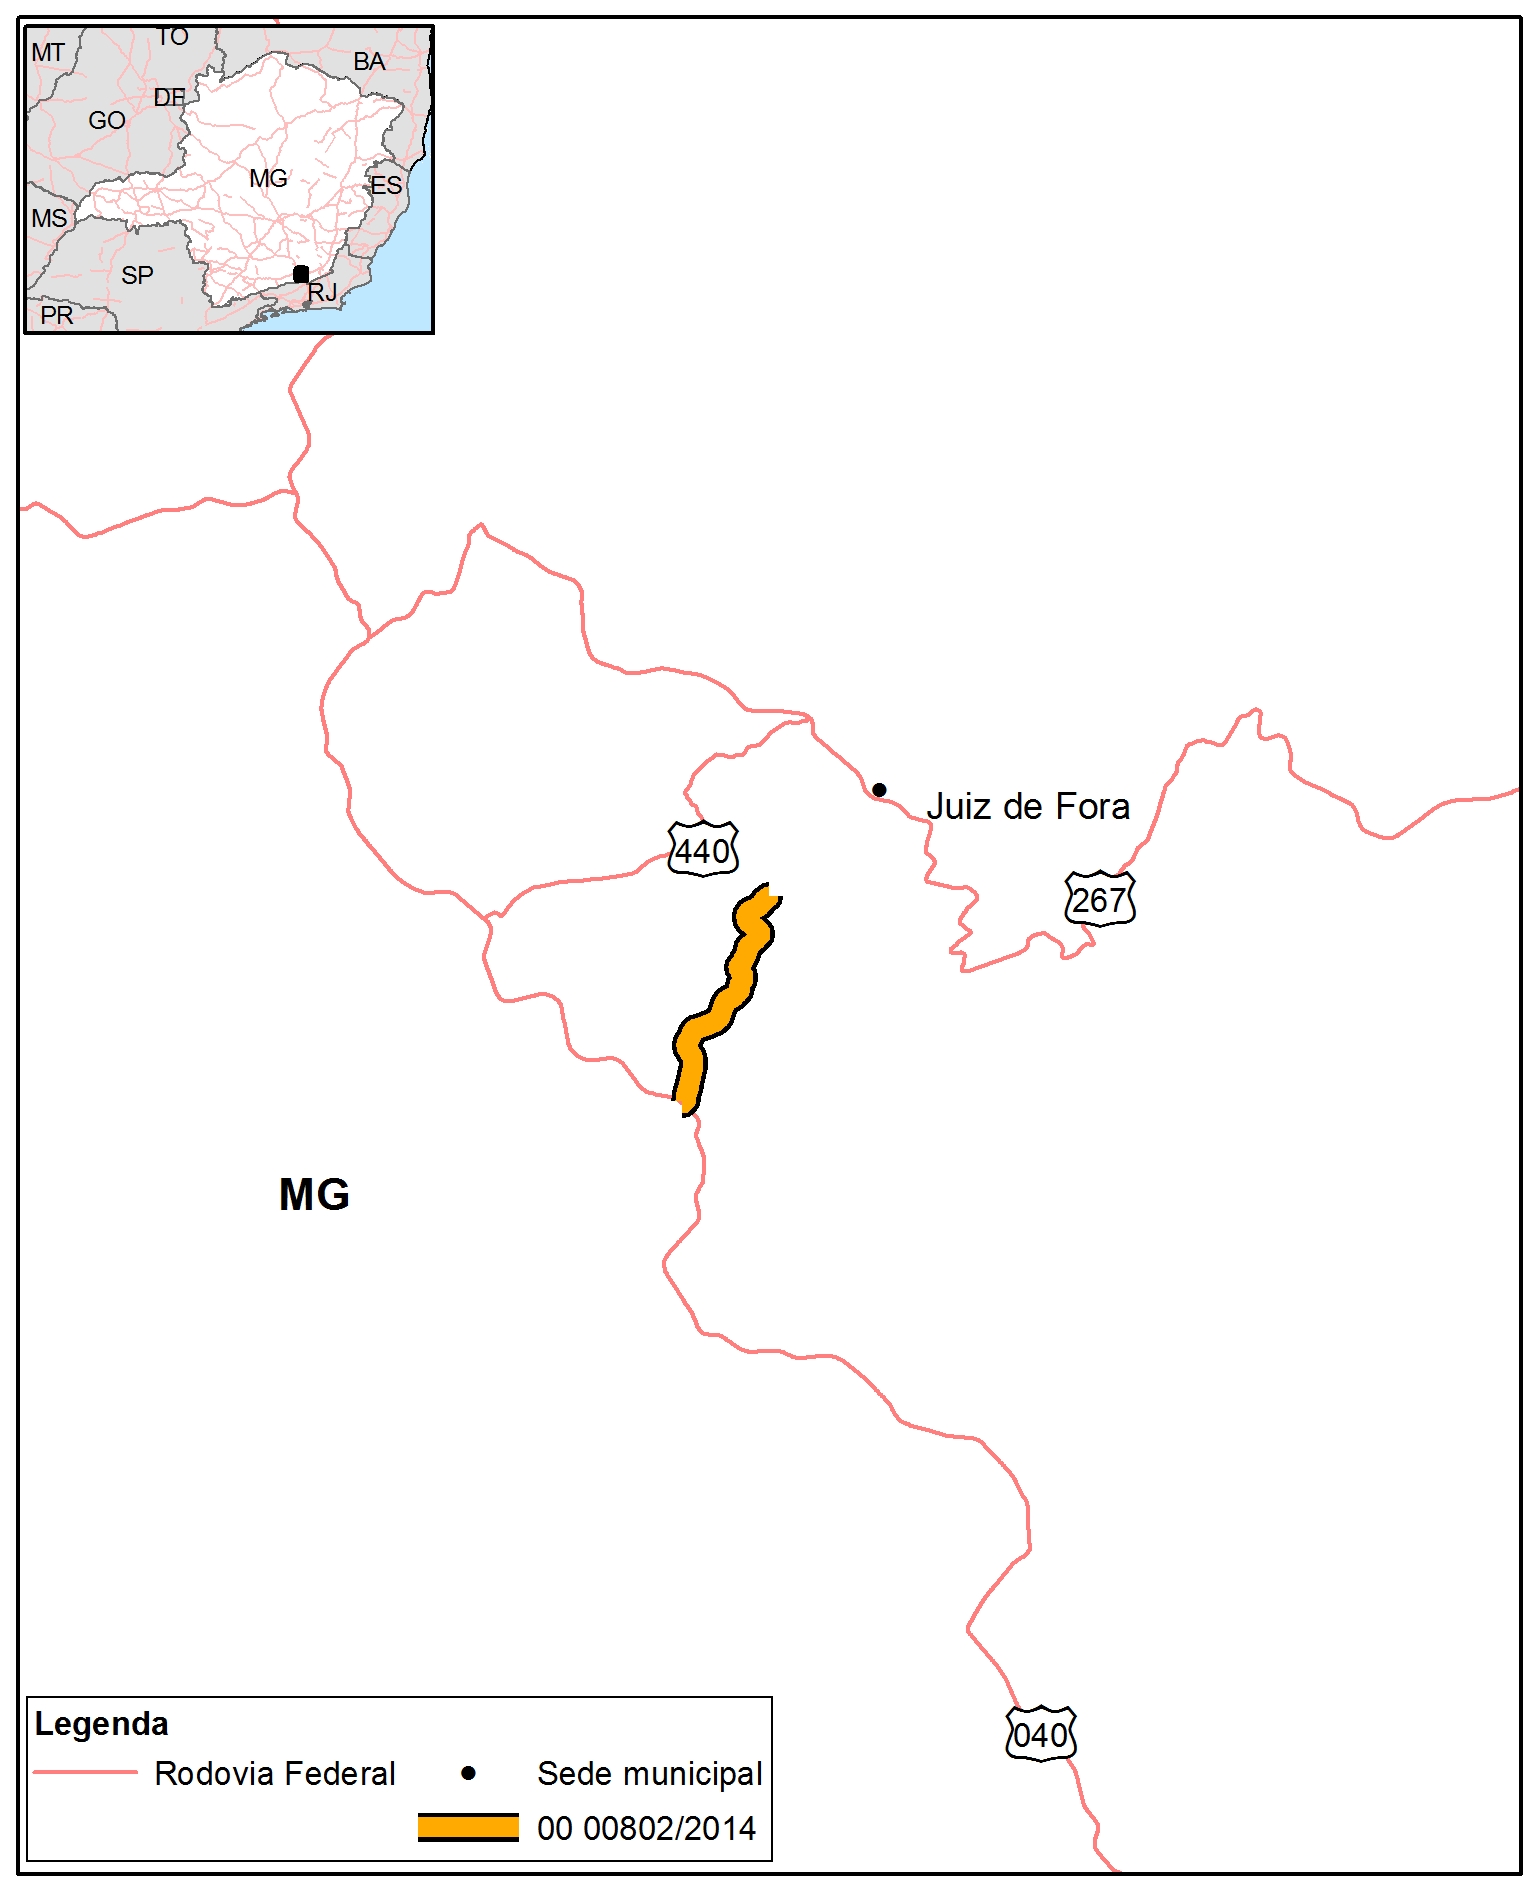 TO
MT
BA
DF
GO
MG
ES
MS
SP
RJ
PR
Juiz de Fora
440
267
MG
040
Legenda
Rodovia Federal
Sede municipal
00 00802/2014